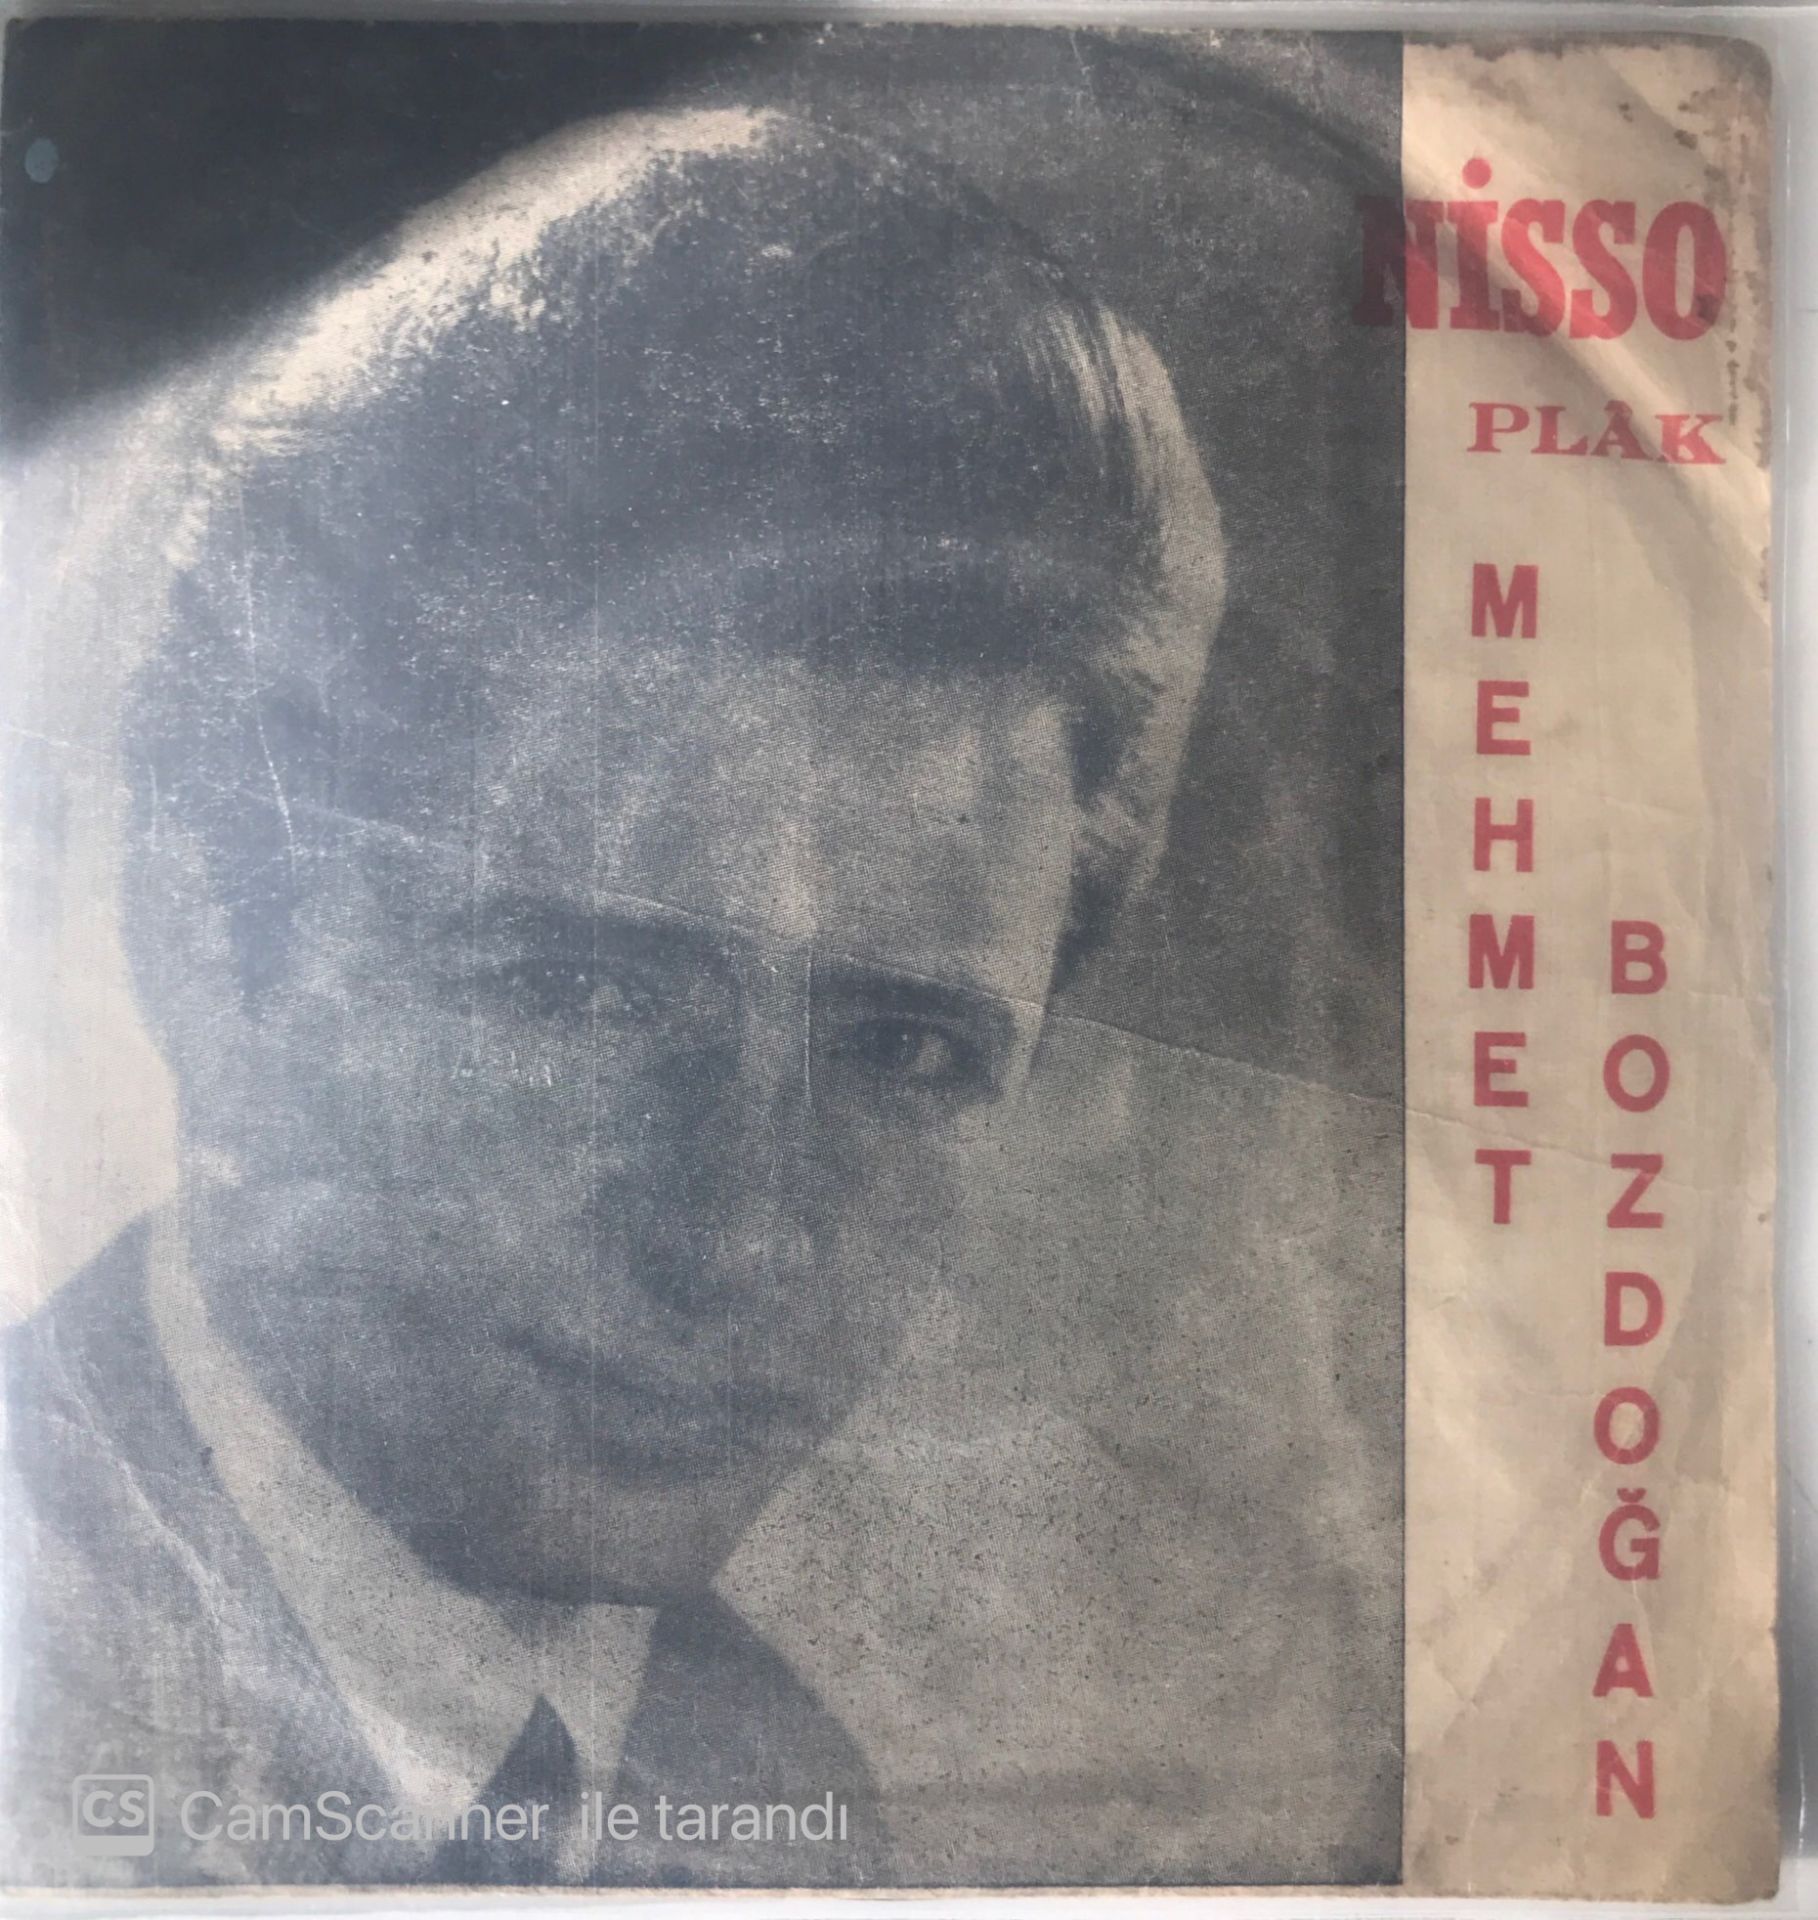 NİSSO
PLÂK
MEHMET
BOZDOĞAN
CS CamScanner ile tarandı